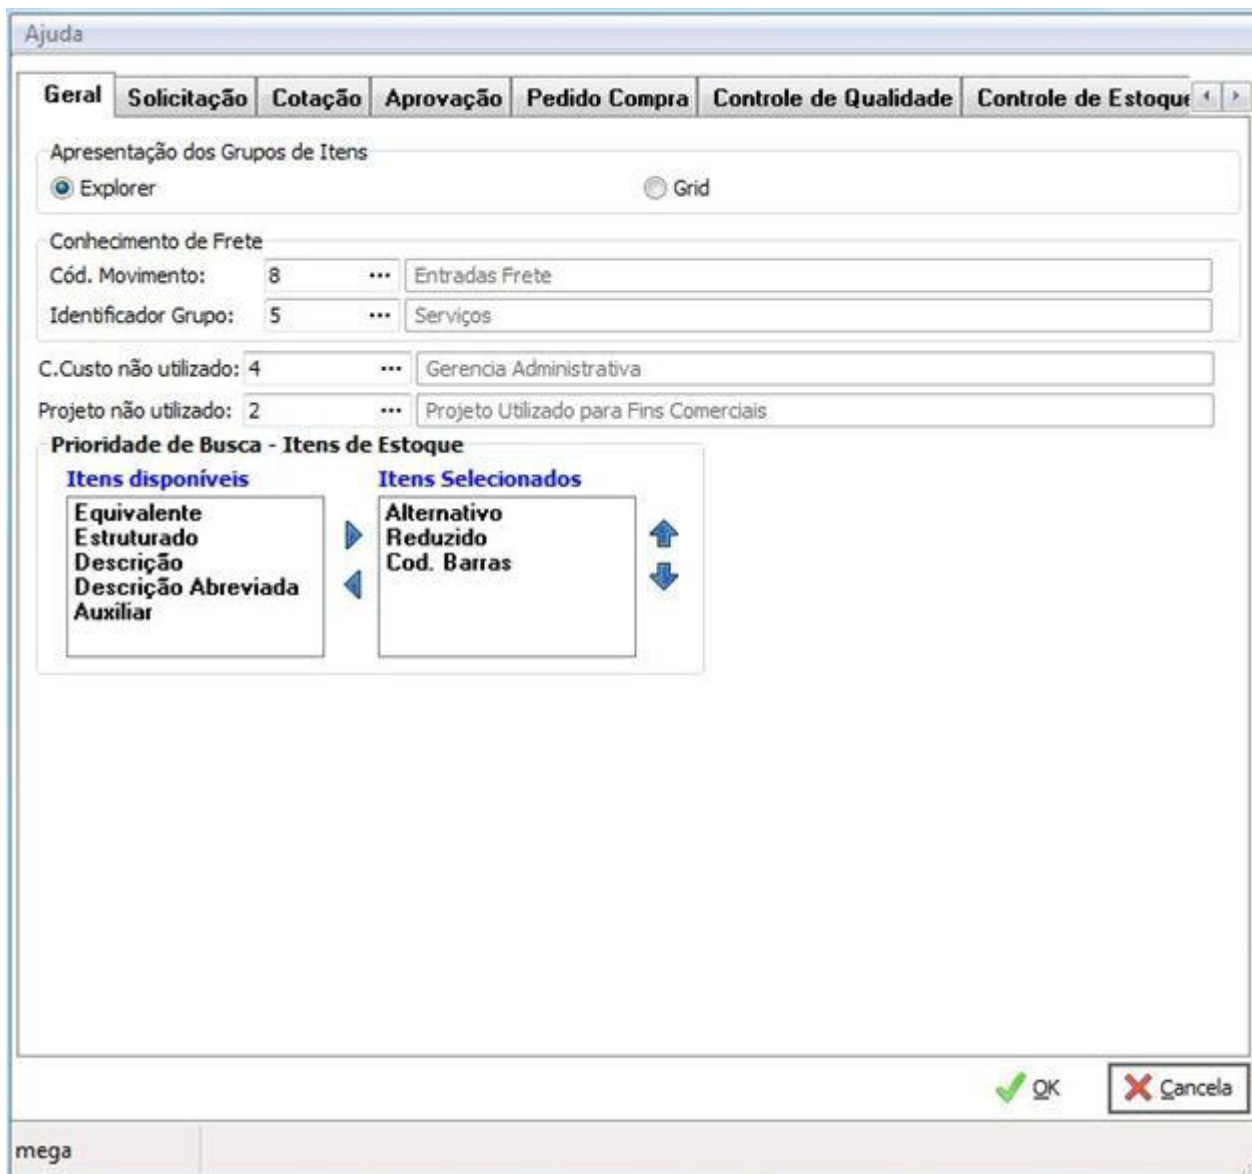 Ajuda
Geral Solicitação Cotação Aprovação Pedido Compra Controle de Qualidade Controle de Estoque
Apresentação dos Grupos de Itens
Explorer Grid
Conhecimento de Frete
Cód. Movimento: 8 ... Entradas Frete
Identificador Grupo: 5 ... Serviços
C.Custo não utilizado: 4 ... Gerencia Administrativa
Projeto não utilizado: 2 ... Projeto Utilizado para Fins Comerciais
Prioridade de Busca - Itens de Estoque
Itens disponíveis Itens Selecionados
Equivalente Alternativo
Estruturado Reduzido
Descrição Cod. Barras
Descrição Abreviada
Auxiliar
OK Cancela
mega